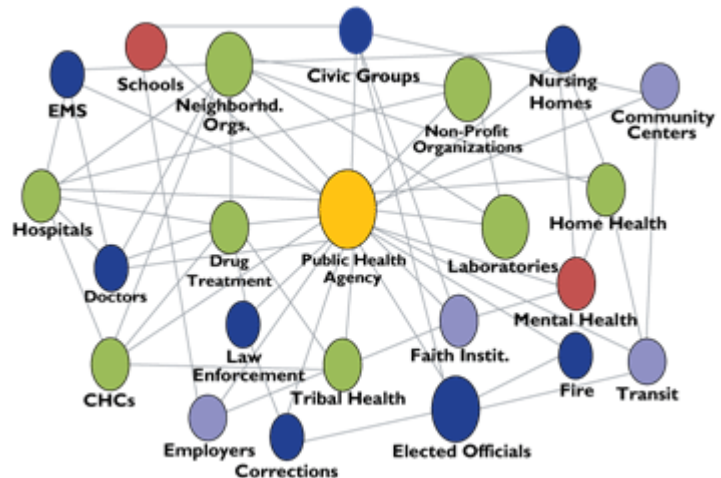 EMS
Schools
Neighborhd.
Orgs.
Civic Groups
Non-Profit
Organizations
Nursing
Homes
Community
Centers
Hospitals
Doctors
Drug
Treatment
Public Health
Agency
Laboratories
Home Health
Mental Health
CHCs
Law
Enforcement
Tribal Health
Faith Instit.
Fire
Transit
Employers
Corrections
Elected Officials